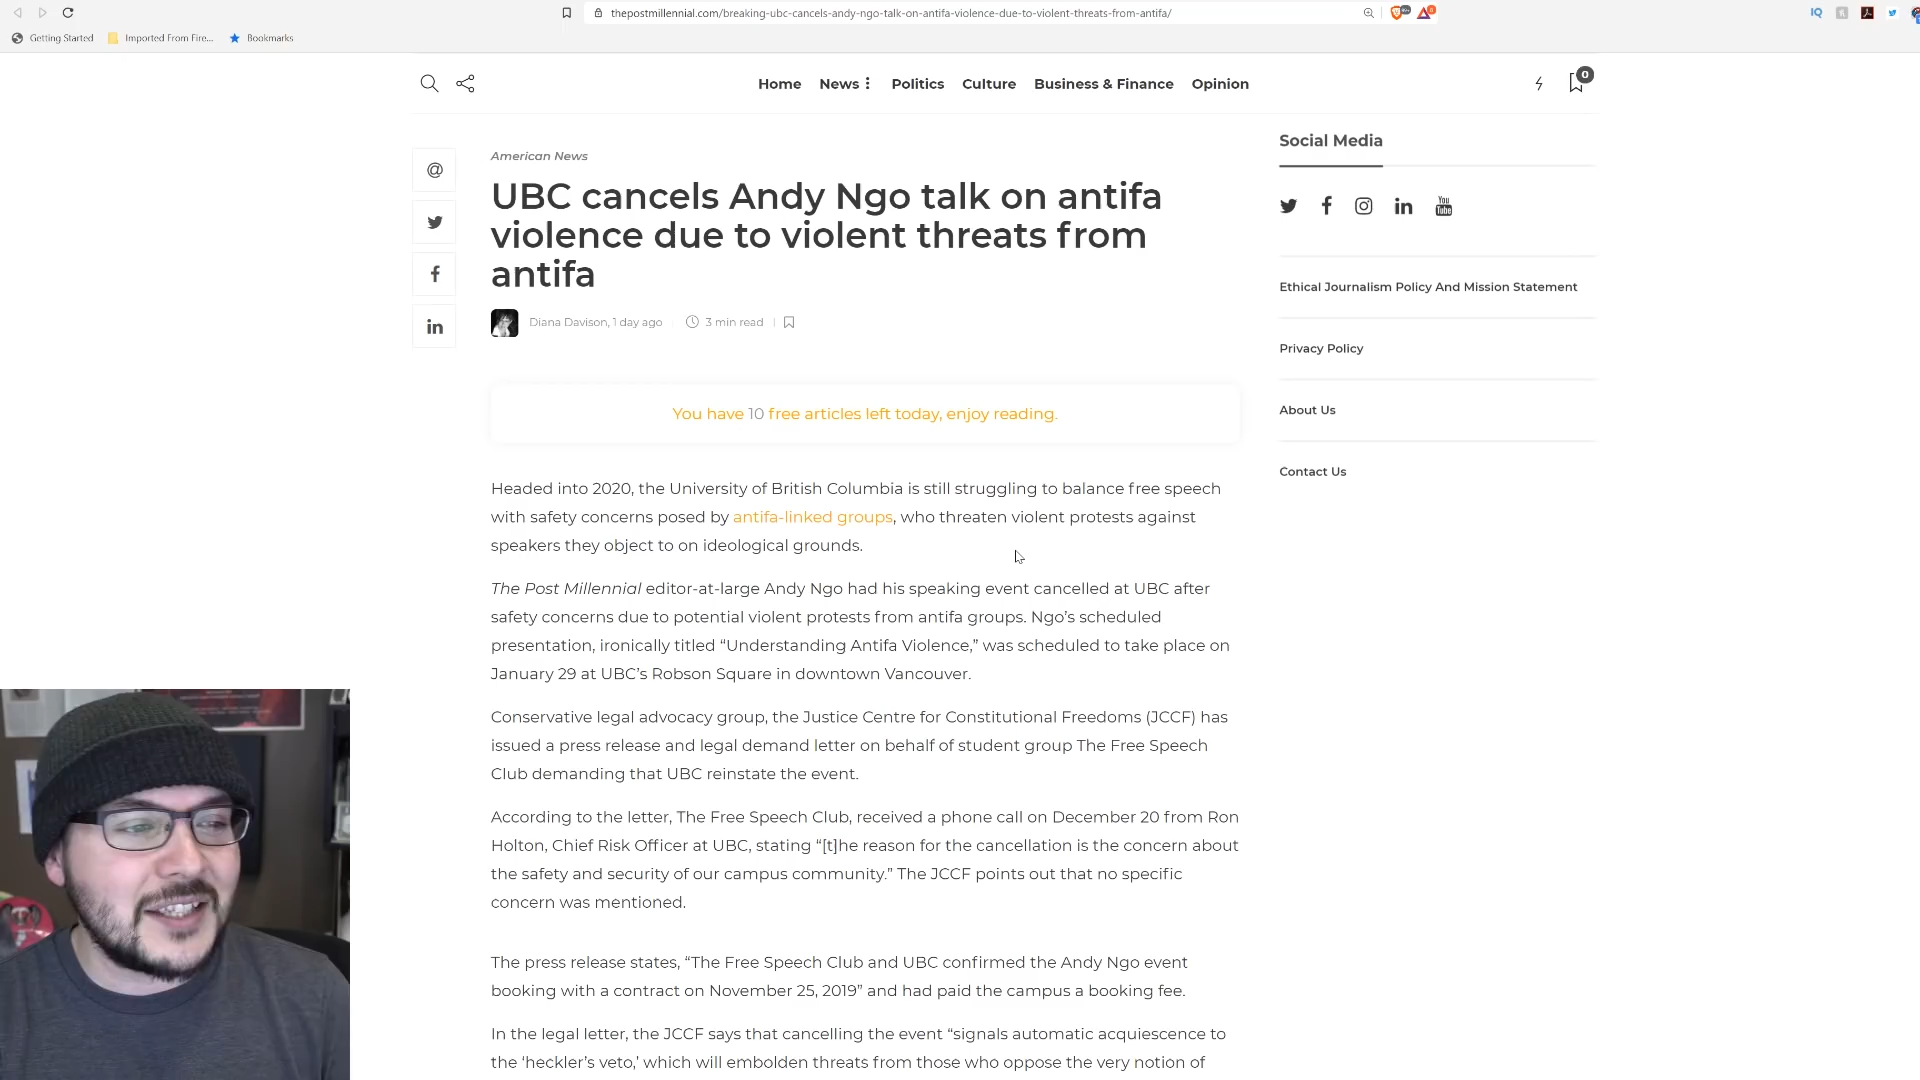 thepostmillennial.com/breaking-ubc-cancels-andy-ngo-talk-on-antifa-violence-due-to-violent-threats-from-antifa/
IQ
Getting Started
Imported From Fire...
Bookmarks
Home
News
Politics
Culture
Business & Finance
Opinion
0
American News
UBC cancels Andy Ngo talk on antifa
violence due to violent threats from
antifa
Diana Davison, 1 day ago
3 min read
You have 10 free articles left today, enjoy reading.
Headed into 2020, the University of British Columbia is still struggling to balance free speech
with safety concerns posed by antifa-linked groups, who threaten violent protests against
speakers they object to on ideological grounds.
The Post Millennial editor-at-large Andy Ngo had his speaking event cancelled at UBC after
safety concerns due to potential violent protests from antifa groups. Ngo’s scheduled
presentation, ironically titled “Understanding Antifa Violence,” was scheduled to take place on
January 29 at UBC’s Robson Square in downtown Vancouver.
Conservative legal advocacy group, the Justice Centre for Constitutional Freedoms (JCCF) has
issued a press release and legal demand letter on behalf of student group The Free Speech
Club demanding that UBC reinstate the event.
According to the letter, The Free Speech Club, received a phone call on December 20 from Ron
Holton, Chief Risk Officer at UBC, stating “[t]he reason for the cancellation is the concern about
the safety and security of our campus community.” The JCCF points out that no specific
concern was mentioned.
The press release states, “The Free Speech Club and UBC confirmed the Andy Ngo event
booking with a contract on November 25, 2019” and had paid the campus a booking fee.
In the legal letter, the JCCF says that cancelling the event “signals automatic acquiescence to
the ‘heckler’s veto,’ which will embolden threats from those who oppose the very notion of
Social Media
You
Tube
Ethical Journalism Policy And Mission Statement
Privacy Policy
About Us
Contact Us